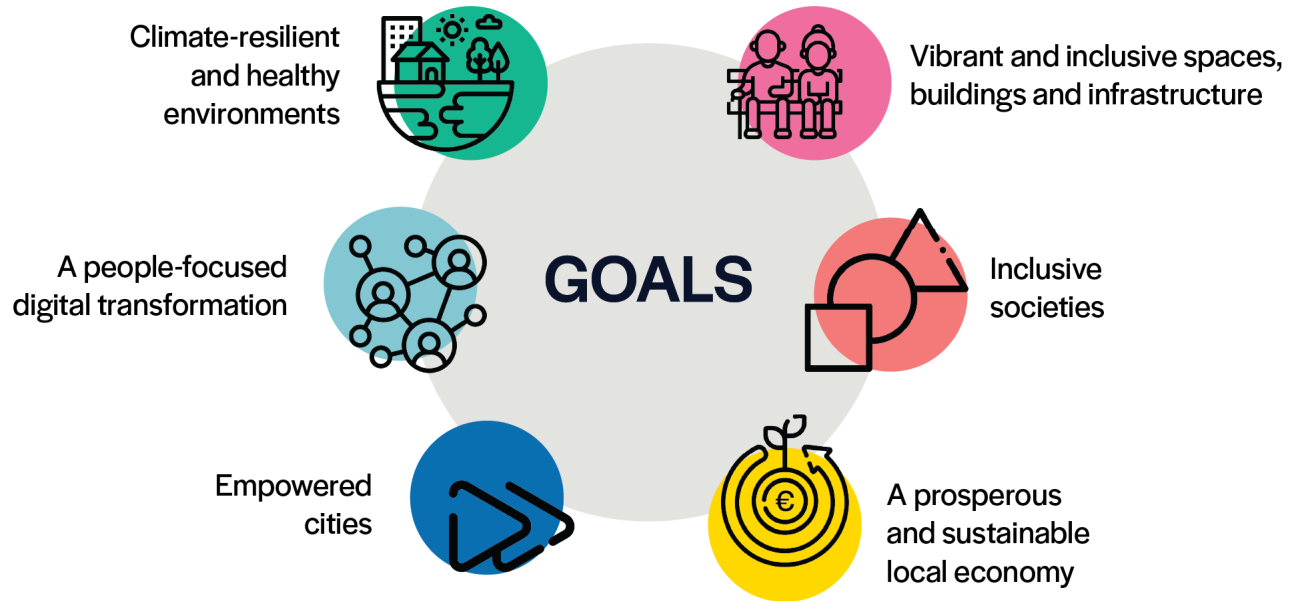 Climate-resilient
and healthy
environments
Vibrant and inclusive spaces,
buildings and infrastructure
A people-focused
digital transformation
GOALS
Inclusive
societies
Empowered
cities
€
A prosperous
and sustainable
local economy